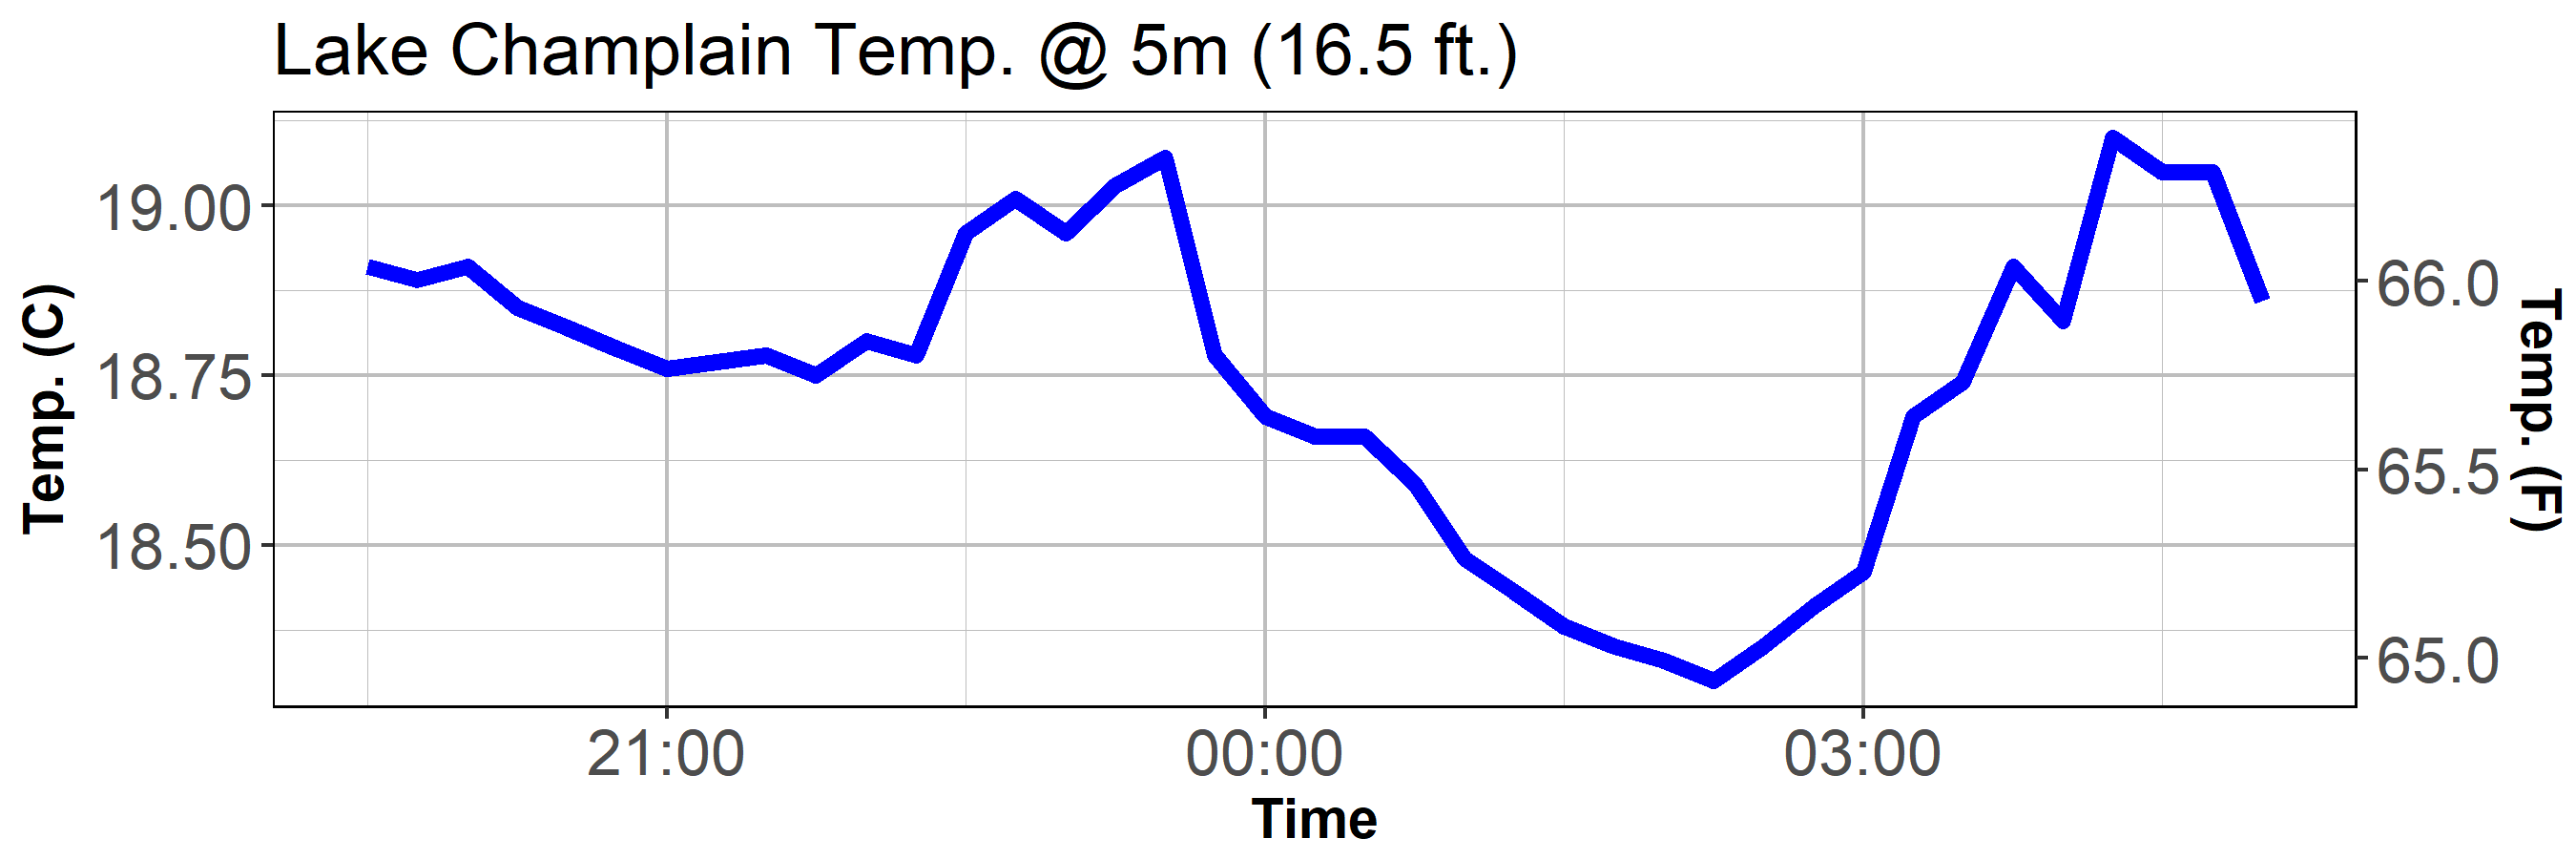 Lake Champlain Temp. @ 5m (16.5 ft.)
Temp. (C)
19.00
18.75
18.50
66.0
65.5
65.0
Temp. (F)
21:00 00:00 03:00
Time